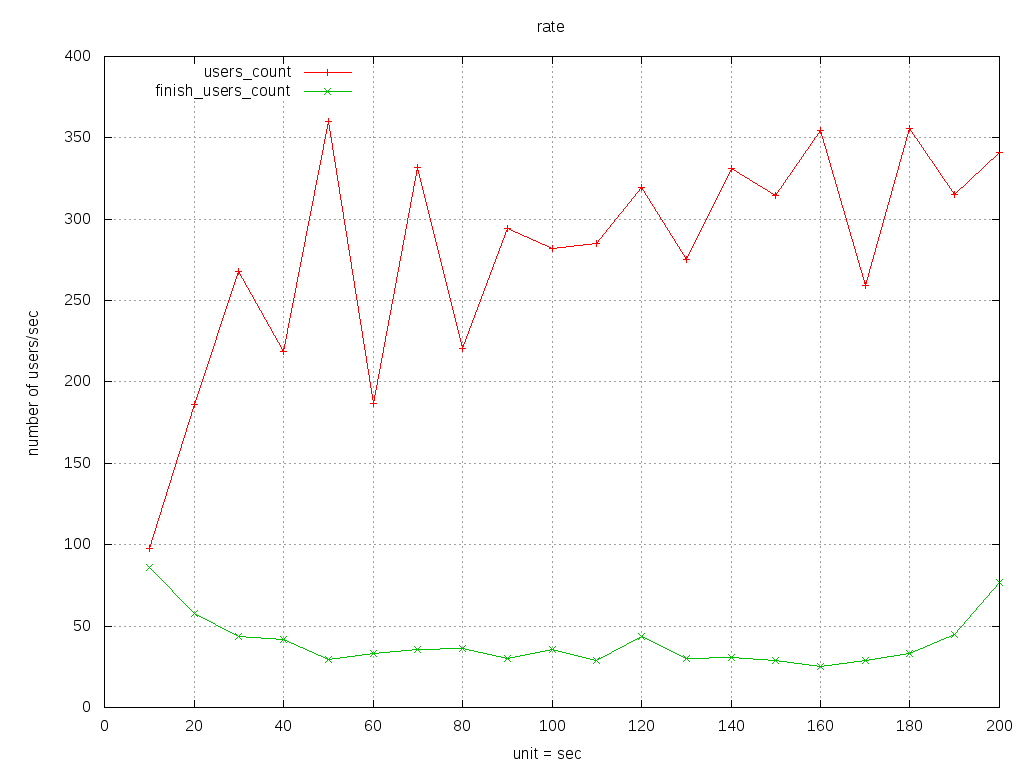 rate
400
350
300
250
200
150
100
50
0
users_count
finish_users_count
number of users/sec
0 20 40 60 80 100 120 140 160 180 200
unit = sec